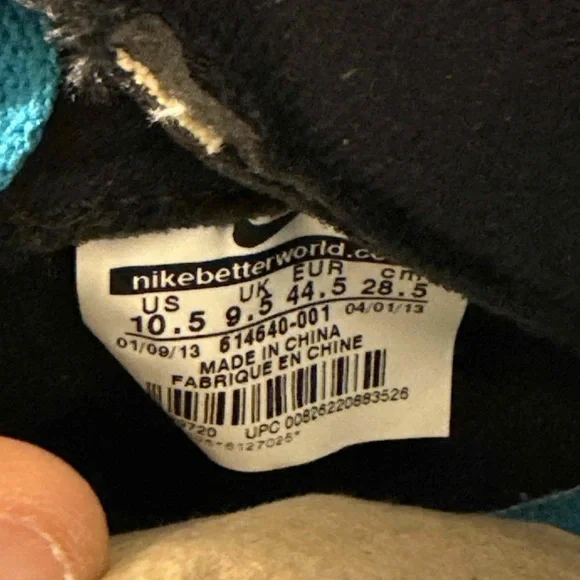 nikebetterworld.c
US UK EUR cm
10.5 9.5 44.5 28.5
01/09/13 614640-001 04/01/13
MADE IN CHINA
FABRIQUE EN CHINE
9720 UPC 00826220883526